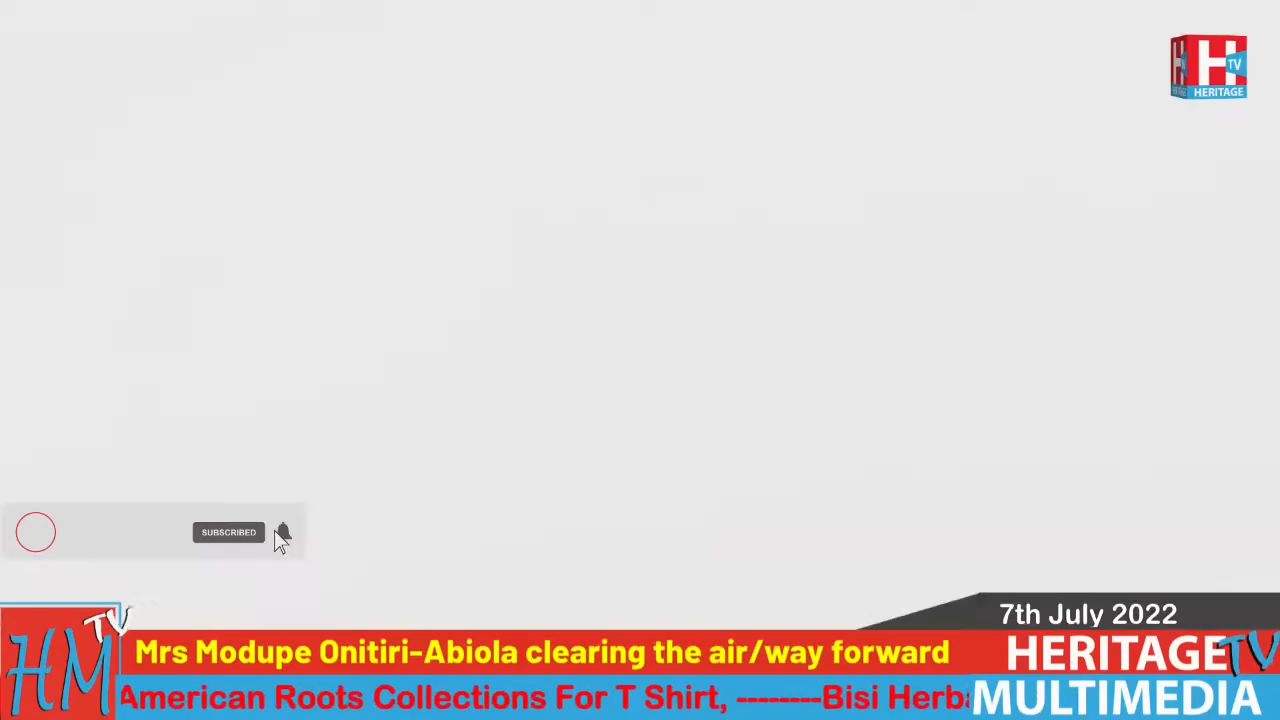 H
H
TV
HERITAGE
SUBSCRIBED
7th July 2022
HM TV
Mrs Modupe Onitiri-Abiola clearing the air/way forward
HERITAGE TV
American Roots Collections For T Shirt, --------Bisi Herba
MULTIMEDIA